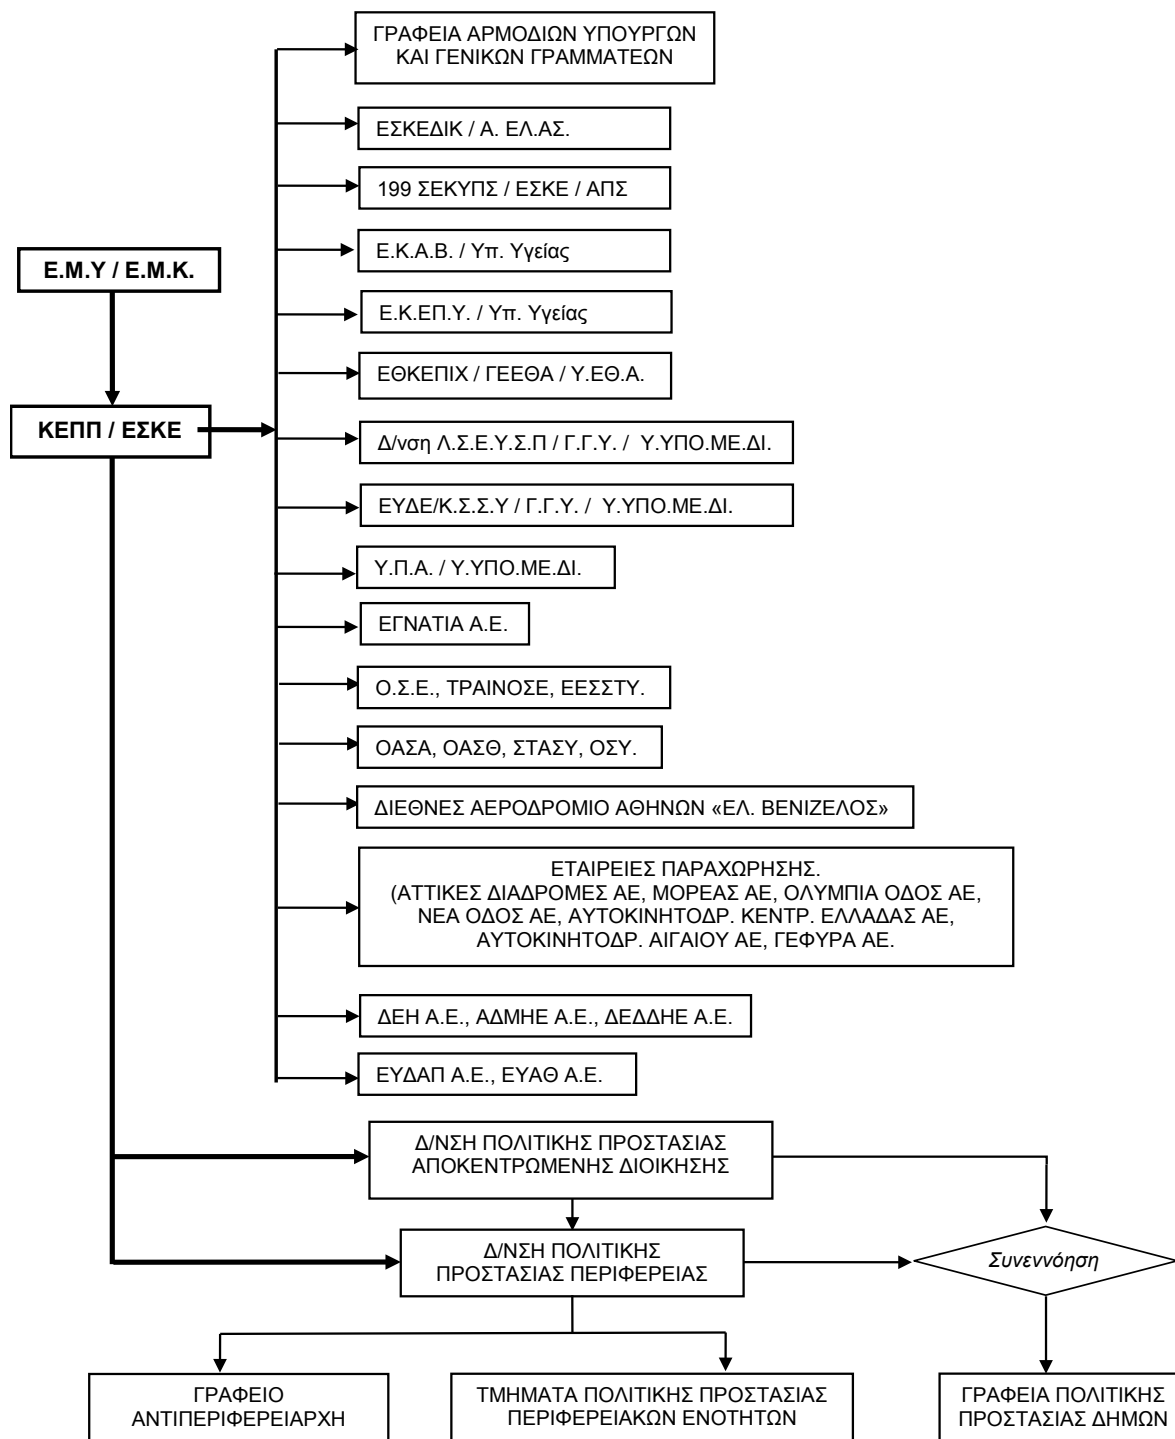 ΓΡΑΦΕΙΑ ΑΡΜΟΔΙΩΝ ΥΠΟΥΡΓΩΝ
ΚΑΙ ΓΕΝΙΚΩΝ ΓΡΑΜΜΑΤΕΩΝ
ΕΣΚΕΔΙΚ / Α. ΕΛ.ΑΣ.
199 ΣΕΚΥΠΣ / ΕΣΚΕ / ΑΠΣ
Ε.Μ.Υ / Ε.Μ.Κ.
Ε.Κ.Α.Β. / Υπ. Υγείας
Ε.Κ.ΕΠ.Υ. / Υπ. Υγείας
ΕΘΚΕΠΙΧ / ΓΕΕΘΑ / Υ.ΕΘ.Α.
ΚΕΠΠ / ΕΣΚΕ
Δ/νση Λ.Σ.Ε.Υ.Σ.Π / Γ.Γ.Υ. / Υ.ΥΠΟ.ΜΕ.ΔΙ.
ΕΥΔΕ/Κ.Σ.Σ.Υ / Γ.Γ.Υ. / Υ.ΥΠΟ.ΜΕ.ΔΙ.
Υ.Π.Α. / Υ.ΥΠΟ.ΜΕ.ΔΙ.
ΕΓΝΑΤΙΑ Α.Ε.
Ο.Σ.Ε., ΤΡΑΙΝΟΣΕ, ΕΕΣΣΤΥ.
ΟΑΣΑ, ΟΑΣΘ, ΣΤΑΣΥ, ΟΣΥ.
ΔΙΕΘΝΕΣ ΑΕΡΟΔΡΟΜΙΟ ΑΘΗΝΩΝ «ΕΛ. ΒΕΝΙΖΕΛΟΣ»
ΕΤΑΙΡΕΙΕΣ ΠΑΡΑΧΩΡΗΣΗΣ.
(ΑΤΤΙΚΕΣ ΔΙΑΔΡΟΜΕΣ ΑΕ, ΜΟΡΕΑΣ ΑΕ, ΟΛΥΜΠΙΑ ΟΔΟΣ ΑΕ,
ΝΕΑ ΟΔΟΣ ΑΕ, ΑΥΤΟΚΙΝΗΤΟΔΡ. ΚΕΝΤΡ. ΕΛΛΑΔΑΣ ΑΕ,
ΑΥΤΟΚΙΝΗΤΟΔΡ. ΑΙΓΑΙΟΥ ΑΕ, ΓΕΦΥΡΑ ΑΕ.
ΔΕΗ Α.Ε., ΑΔΜΗΕ Α.Ε., ΔΕΔΔΗΕ Α.Ε.
ΕΥΔΑΠ Α.Ε., ΕΥΑΘ Α.Ε.
Δ/ΝΣΗ ΠΟΛΙΤΙΚΗΣ ΠΡΟΣΤΑΣΙΑΣ
ΑΠΟΚΕΝΤΡΩΜΕΝΗΣ ΔΙΟΙΚΗΣΗΣ
Δ/ΝΣΗ ΠΟΛΙΤΙΚΗΣ
ΠΡΟΣΤΑΣΙΑΣ ΠΕΡΙΦΕΡΕΙΑΣ
Συνεννόηση
ΓΡΑΦΕΙΟ
ΑΝΤΙΠΕΡΙΦΕΡΕΙΑΡΧΗ
ΤΜΗΜΑΤΑ ΠΟΛΙΤΙΚΗΣ ΠΡΟΣΤΑΣΙΑΣ
ΠΕΡΙΦΕΡΕΙΑΚΩΝ ΕΝΟΤΗΤΩΝ
ΓΡΑΦΕΙΑ ΠΟΛΙΤΙΚΗΣ
ΠΡΟΣΤΑΣΙΑΣ ΔΗΜΩΝ